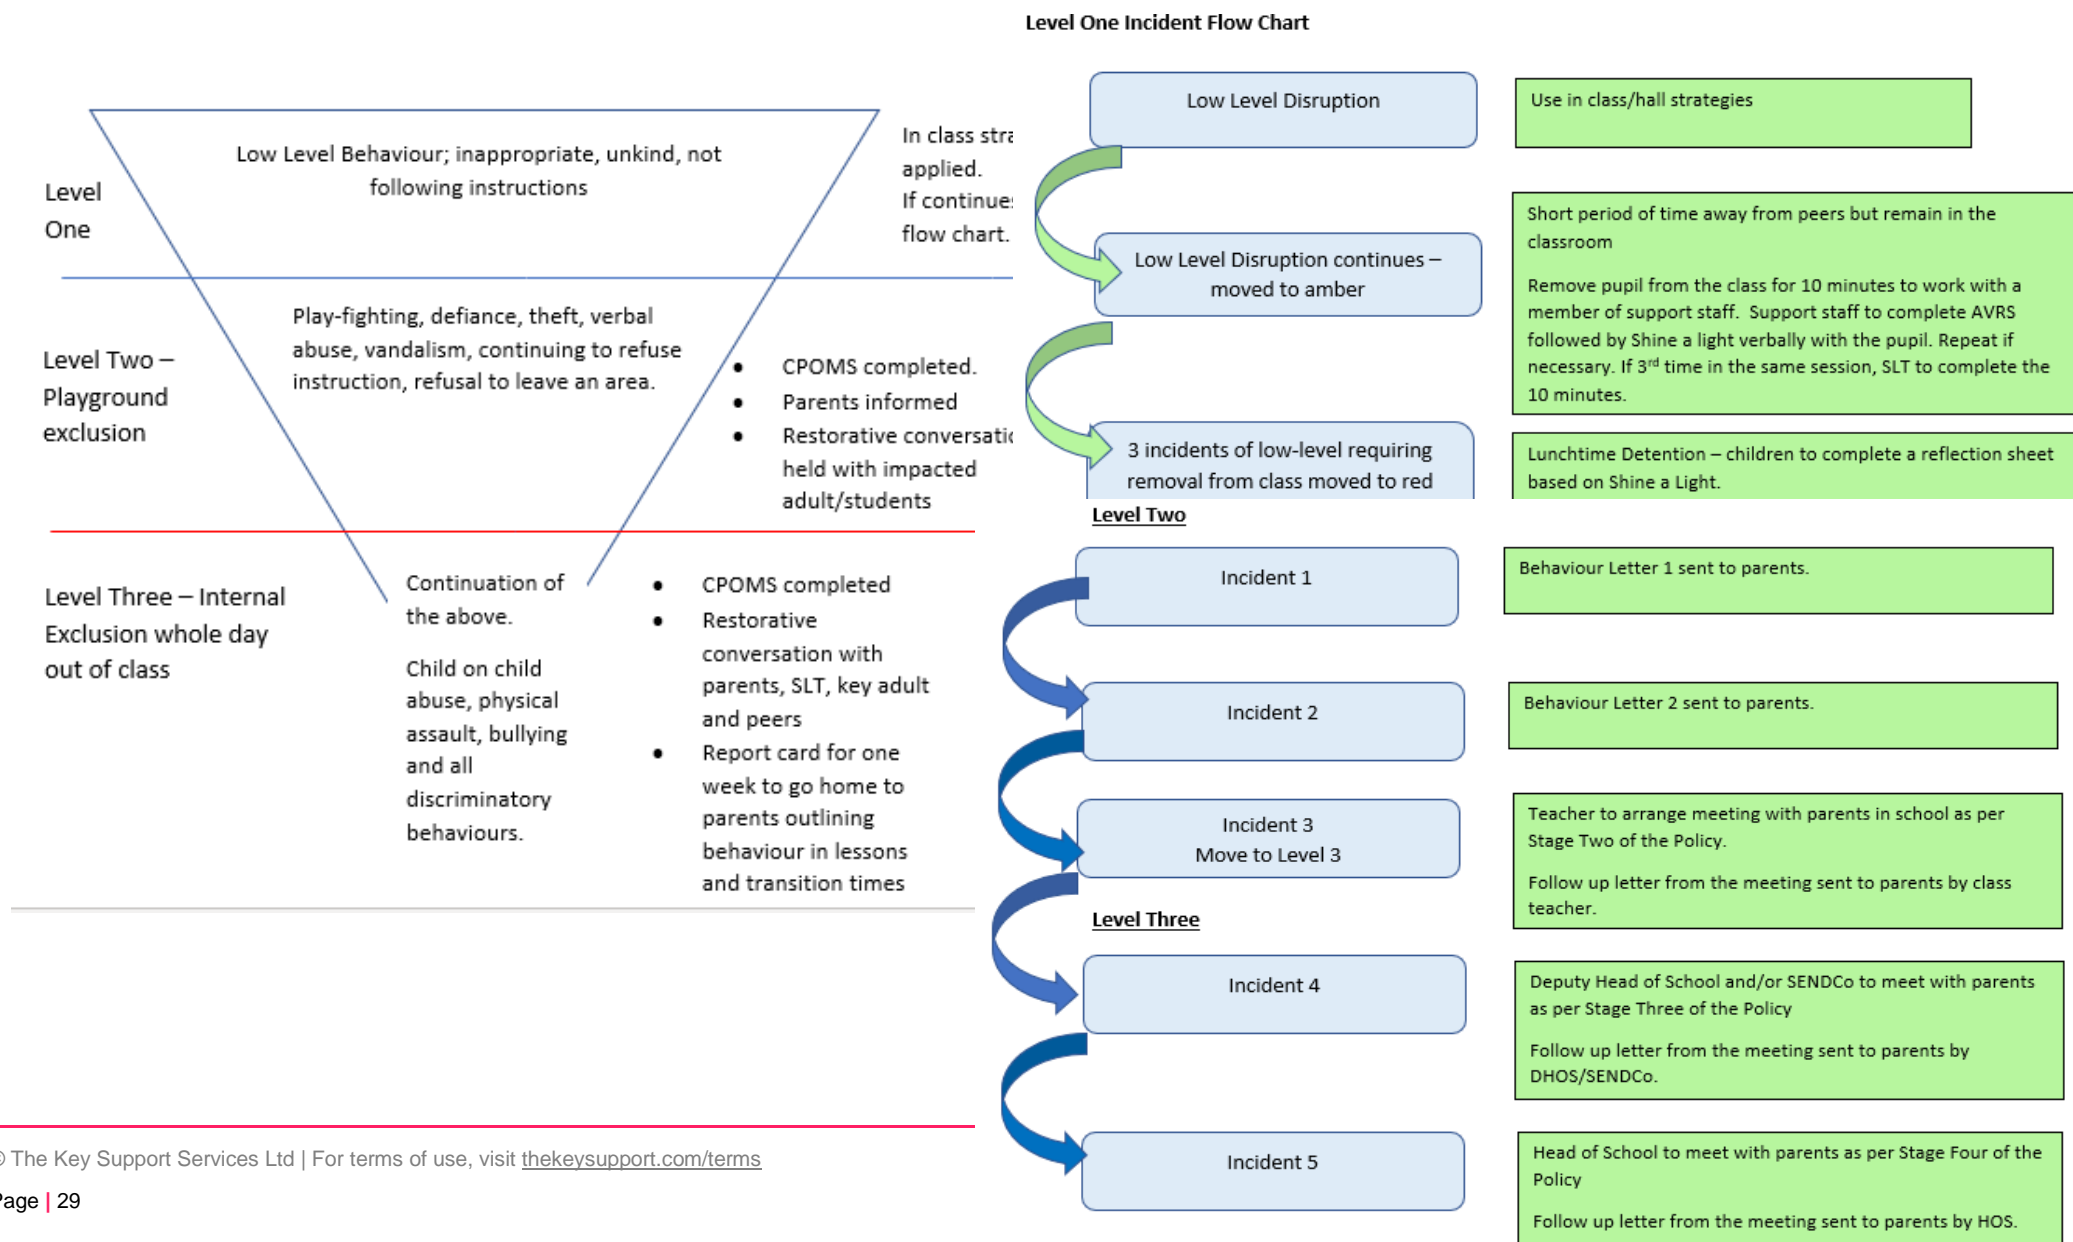 Level One Incident Flow Chart
Level
One
Low Level Behaviour; inappropriate, unkind, not
following instructions
In class
applied.
If
flow chart.
Level Two –
Playground
exclusion
Play-fighting, defiance, theft, verbal
abuse, vandalism, continuing to refuse
instruction, refusal to leave an area.
• CPOMS completed.
• Parents informed
• Restorative
held with impacted
adult/students
Level Three – Internal
Exclusion whole day
out of class
Continuation of
the above.
Child on child
abuse, physical
assault, bullying
and all
discriminatory
behaviours.
• CPOMS completed
• Restorative
conversation with
parents, SLT, key adult
and peers
• Report card for one
week to go home to
parents outlining
behaviour in lessons
and transition times
Low Level Disruption
Use in class/hall strategies
Low Level Disruption continues –
moved to amber
Short period of time away from peers but remain in the
classroom
Remove pupil from the class for 10 minutes to work with a
member of support staff. Support staff to complete AVRS
followed by Shine a light verbally with the pupil. Repeat if
necessary. If 3rd time in the same session, SLT to complete the
10 minutes.
3 incidents of low-level requiring
removal from class moved to red
Lunchtime Detention – children to complete a reflection sheet
based on Shine a Light.
Level Two
Incident 1
Behaviour Letter 1 sent to parents.
Incident 2
Behaviour Letter 2 sent to parents.
Incident 3
Move to Level 3
Teacher to arrange meeting with parents in school as per
Stage Two of the Policy.
Follow up letter from the meeting sent to parents by class
teacher.
Level Three
Incident 4
Deputy Head of School and/or SENDCo to meet with parents
as per Stage Three of the Policy
Follow up letter from the meeting sent to parents by
DHOS/SENDCo.
Incident 5
Head of School to meet with parents as per Stage Four of the
Policy
Follow up letter from the meeting sent to parents by HOS.
© The Key Support Services Ltd | For terms of use, visit thekeysupport.com/terms
Page | 29